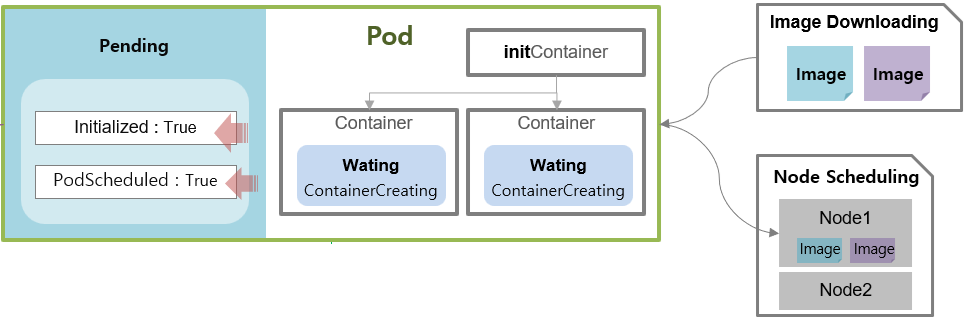 Pending
Initialized : True
PodScheduled : True
Pod
initContainer
Container
Wating
ContainerCreating
Container
Wating
ContainerCreating
Image Downloading
Image
Image
Node Scheduling
Node1
Image
Image
Node2